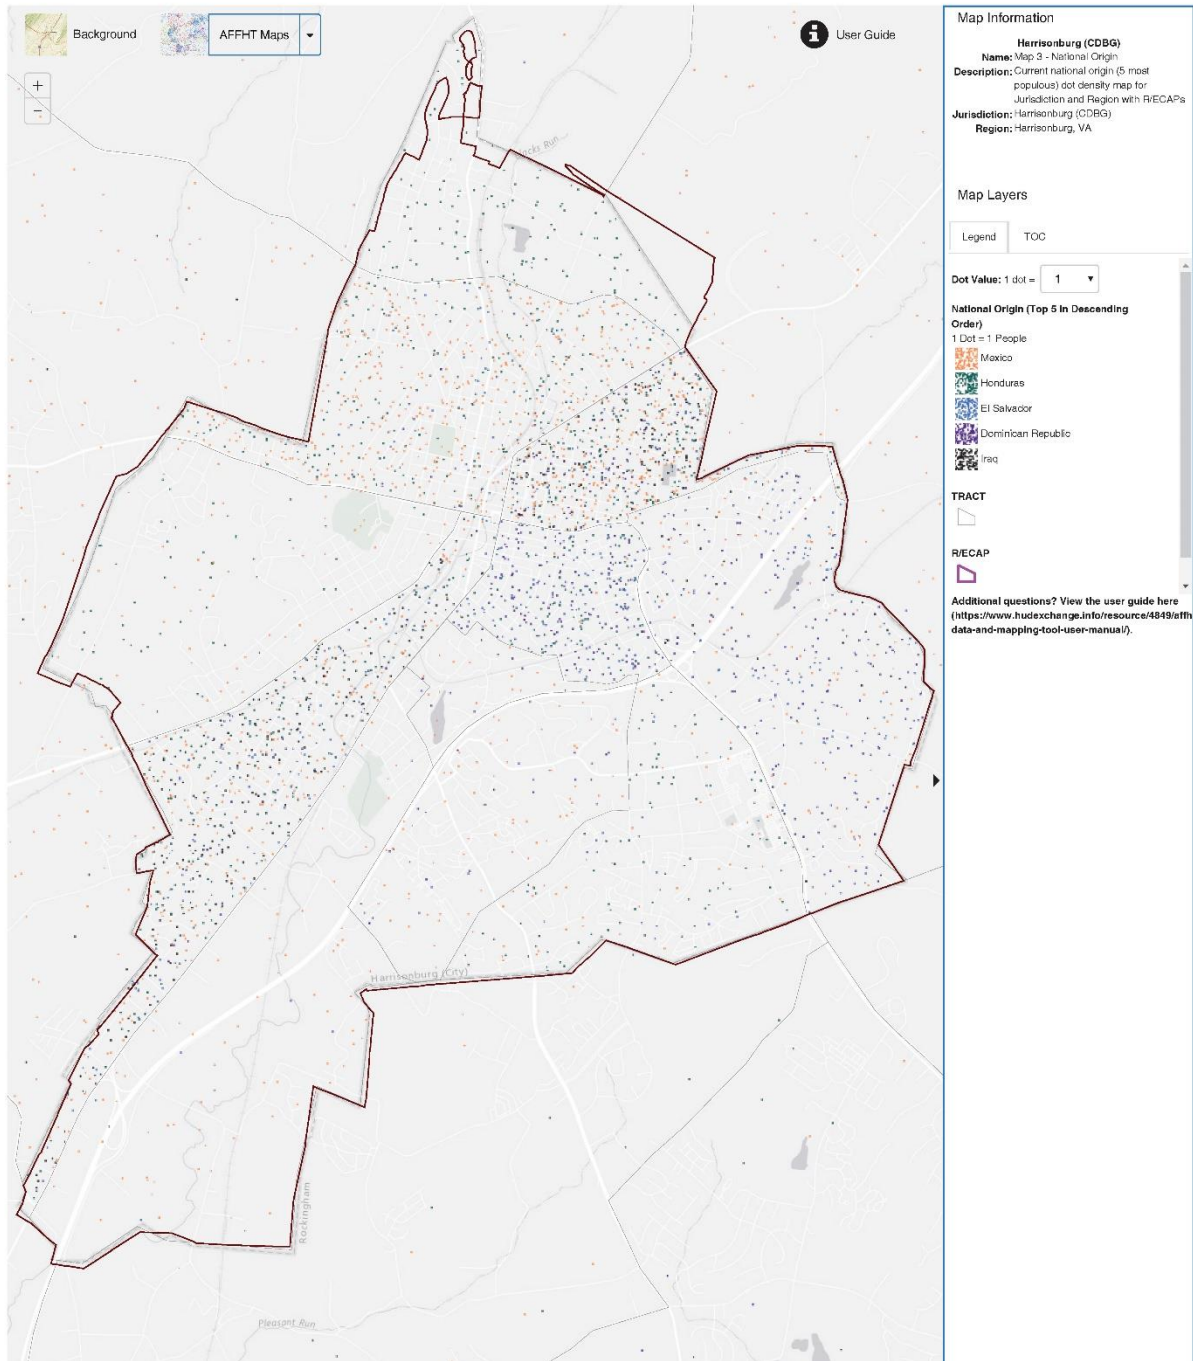 Background
AFFHT Maps
User Guide
+
−
Harrisonburg (City)
Rockingham
Pleasant Run
Map Information
Harrisonburg (CDBG)
Name: Map 3 - National Origin
Description: Current national origin (5 most
populous) dot density map for
Jurisdiction and Region with R/ECAPs
Jurisdiction: Harrisonburg (CDBG)
Region: Harrisonburg, VA
Map Layers
Legend TOC
Dot Value: 1 dot = 1
National Origin (Top 5 in Descending
Order)
1 Dot = 1 People
Mexico
Honduras
El Salvador
Dominican Republic
Iraq
TRACT
R/ECAP
Additional questions? View the user guide here
(https://www.hudexchange.info/resource/4849/affh
data-and-mapping-tool-user-manual/).